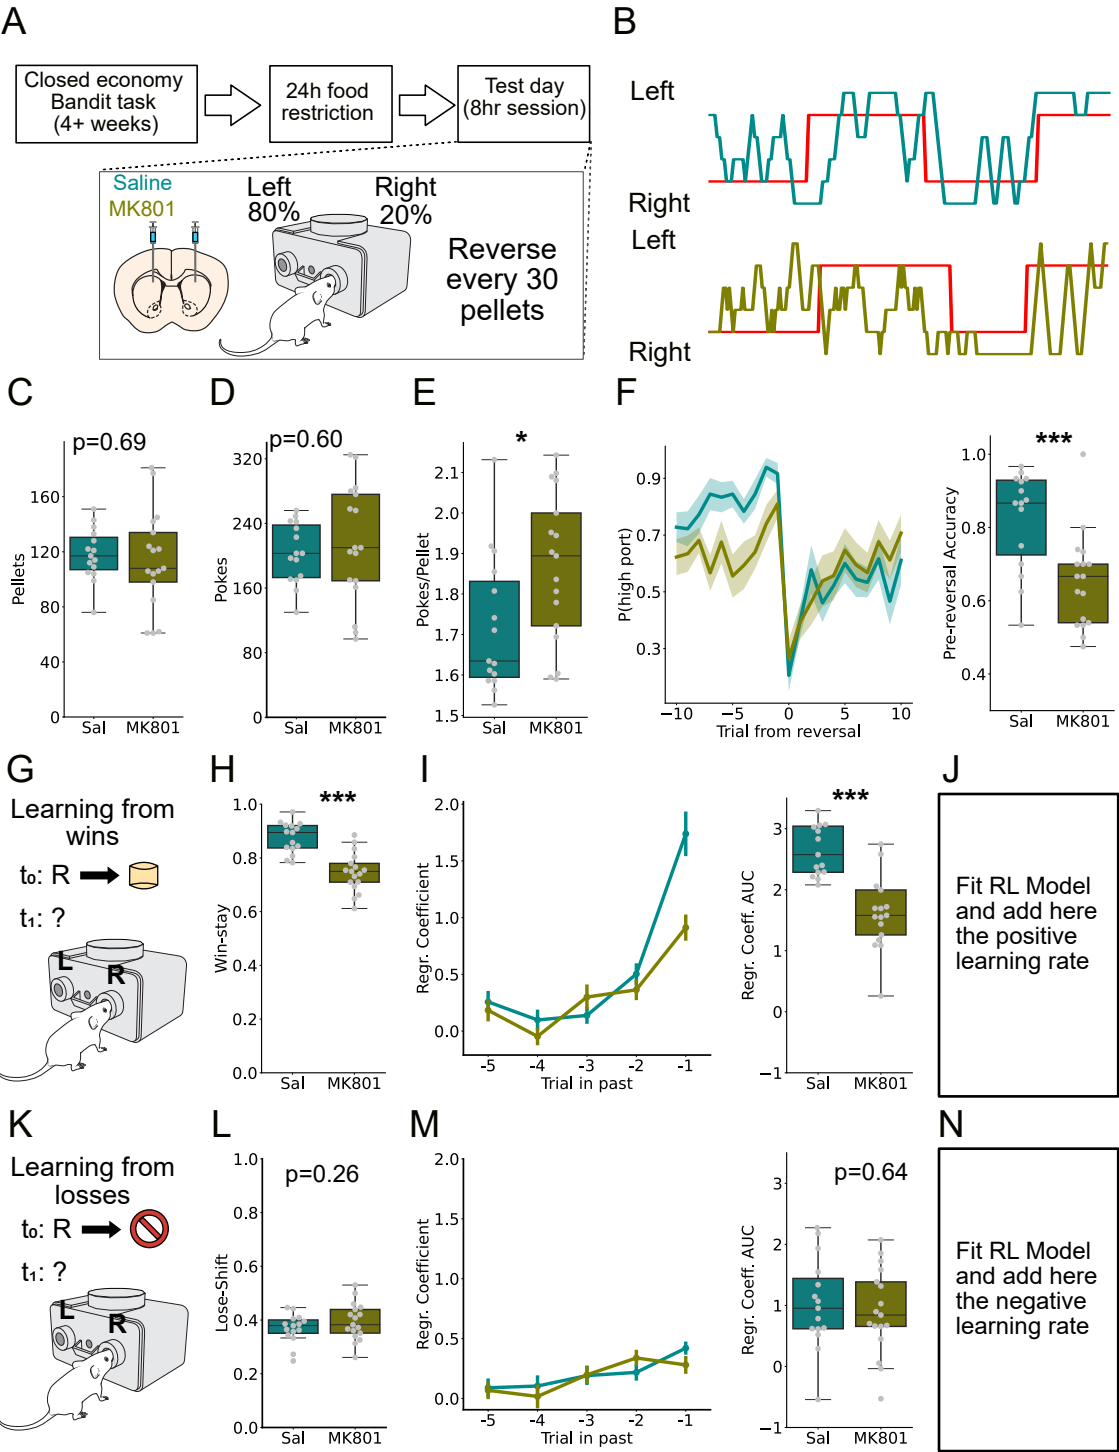 A
Closed economy
Bandit task
(4+ weeks)
24h food
restriction
Test day
(8hr session)
Saline
MK801
Left
80%
Right
20%
Reverse
every 30
pellets
B
Left
Right
Left
Right
C
p=0.69
Pellets
160
120
80
40
0
Sal
MK801
D
p=0.60
Pokes
320
240
160
80
0
Sal
MK801
E
*
Pokes/Pellet
2.1
2.0
1.9
1.8
1.7
1.6
1.5
Sal
MK801
F
P(high port)
0.9
0.7
0.5
0.3
−10
−5
0
5
10
Trial from reversal
***
Pre-reversal Accuracy
1.0
0.8
0.6
0.4
Sal
MK801
G
Learning from
wins
t₀: R
t₁: ?
L
R
H
***
Win-stay
1.0
0.8
0.6
0.4
0.2
0.0
Sal
MK801
I
Regr. Coefficient
2.0
1.5
1.0
0.5
0.0
-5
-4
-3
-2
-1
Trial in past
***
Regr. Coeff. AUC
3
2
1
0
−1
Sal
MK801
J
Fit RL Model
and add here
the positive
learning rate
K
Learning from
losses
t₀: R
t₁: ?
L
R
L
p=0.26
Lose-Shift
1.0
0.8
0.6
0.4
0.2
0.0
Sal
MK801
M
Regr. Coefficient
2.0
1.5
1.0
0.5
0.0
-5
-4
-3
-2
-1
Trial in past
p=0.64
Regr. Coeff. AUC
3
2
1
0
−1
Sal
MK801
N
Fit RL Model
and add here
the negative
learning rate